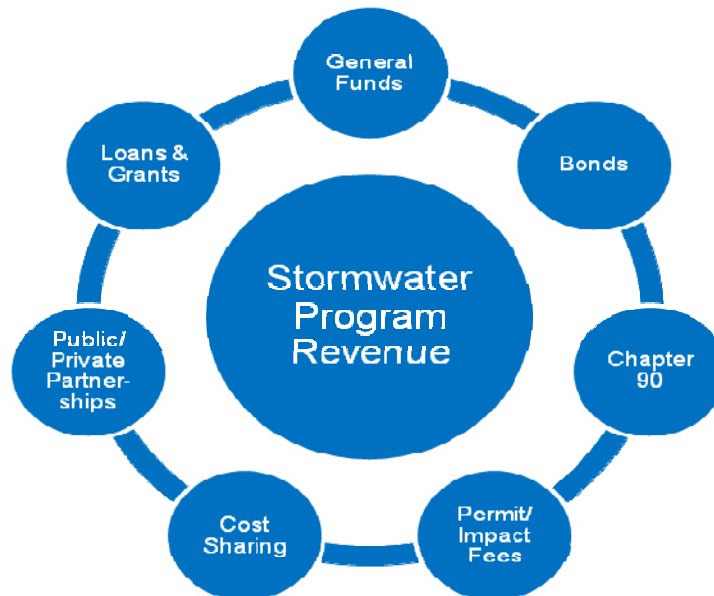 General
Funds
Bonds
Chapter
90
Permit/
Impact
Fees
Cost
Sharing
Public/
Private
Partner-
ships
Loans &
Grants
Stormwater
Program
Revenue